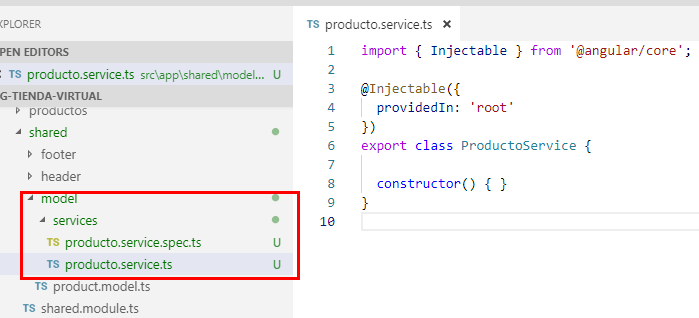 XPLORER
PEN EDITORS
TS producto.service.ts src\app\shared\model... U
G-TIENDA-VIRTUAL
productos
shared
footer
header
model
services
TS producto.service.spec.ts U
TS producto.service.ts U
TS product.model.ts
TS shared.module.ts
TS producto.service.ts ×
1 import { Injectable } from '@angular/core';
2
3 @Injectable({
4   providedIn: 'root'
5 })
6 export class ProductoService {
7
8   constructor() { }
9 }
10